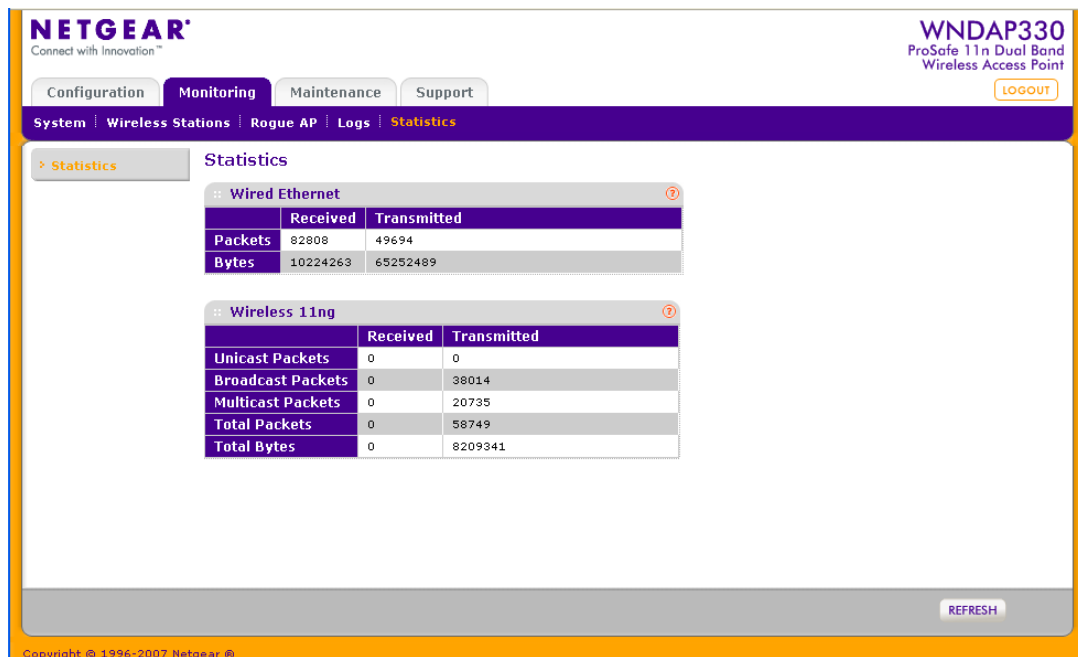 NETGEAR
Connect with Innovation™
WNDAP330
ProSafe 11n Dual Band
Wireless Access Point
Configuration Monitoring Maintenance Support
LOGOUT
System Wireless Stations Rogue AP Logs Statistics
> Statistics
Statistics
:: Wired Ethernet ?
Received Transmitted
Packets 82808 49694
Bytes 10224263 65252489
:: Wireless 11ng ?
Received Transmitted
Unicast Packets 0 0
Broadcast Packets 0 38014
Multicast Packets 0 20735
Total Packets 0 58749
Total Bytes 0 8209341
REFRESH
Copyright © 1996-2007 Netgear ®